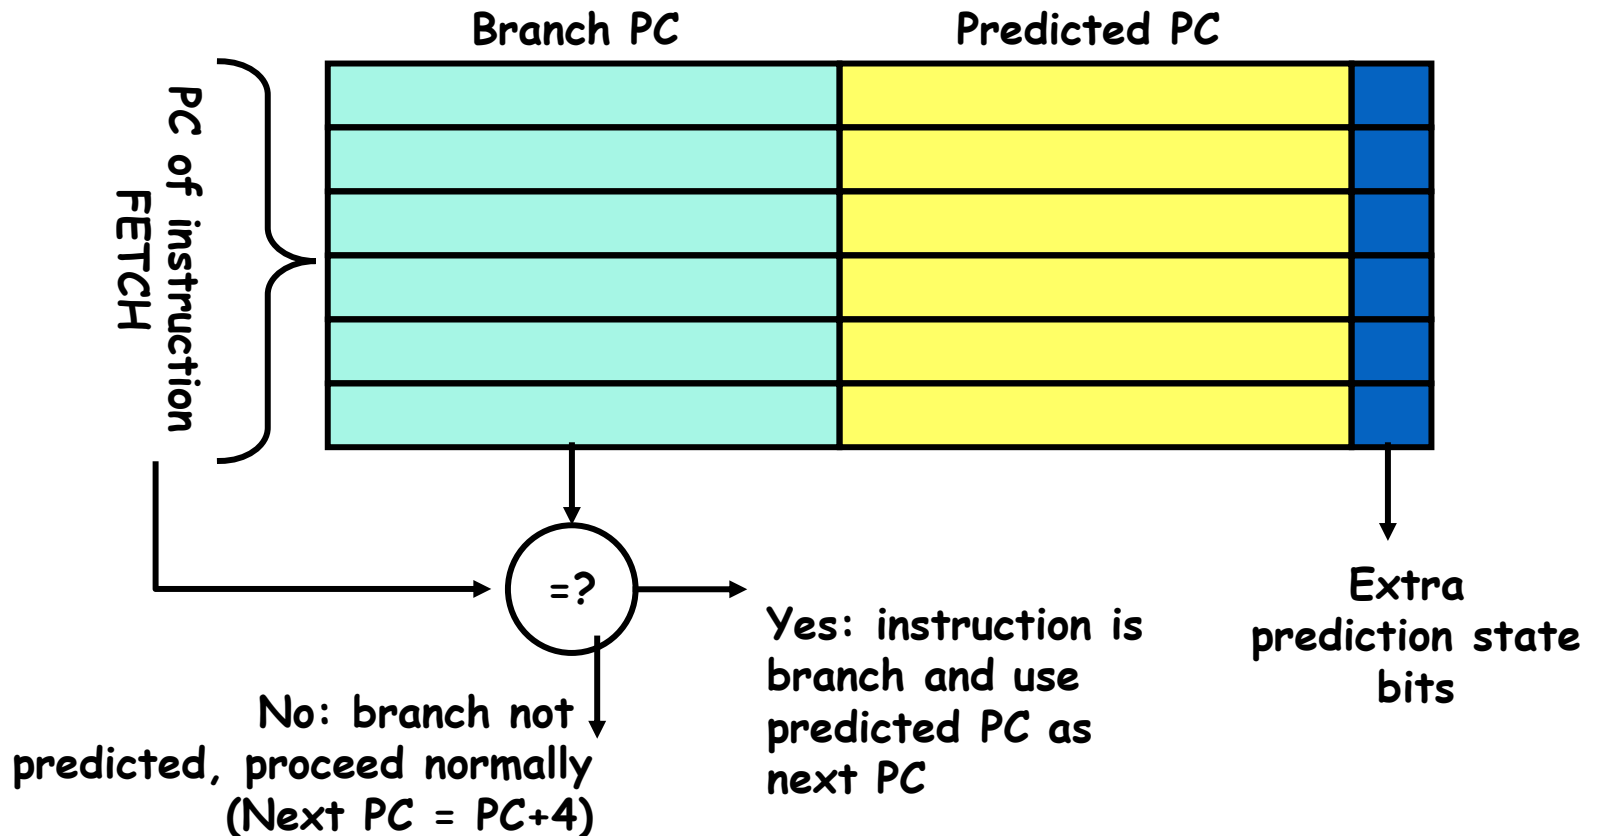 Branch PC
Predicted PC
PC of instruction
FETCH
=?
Yes: instruction is
branch and use
predicted PC as
next PC
Extra
prediction state
bits
No: branch not
predicted, proceed normally
(Next PC = PC+4)